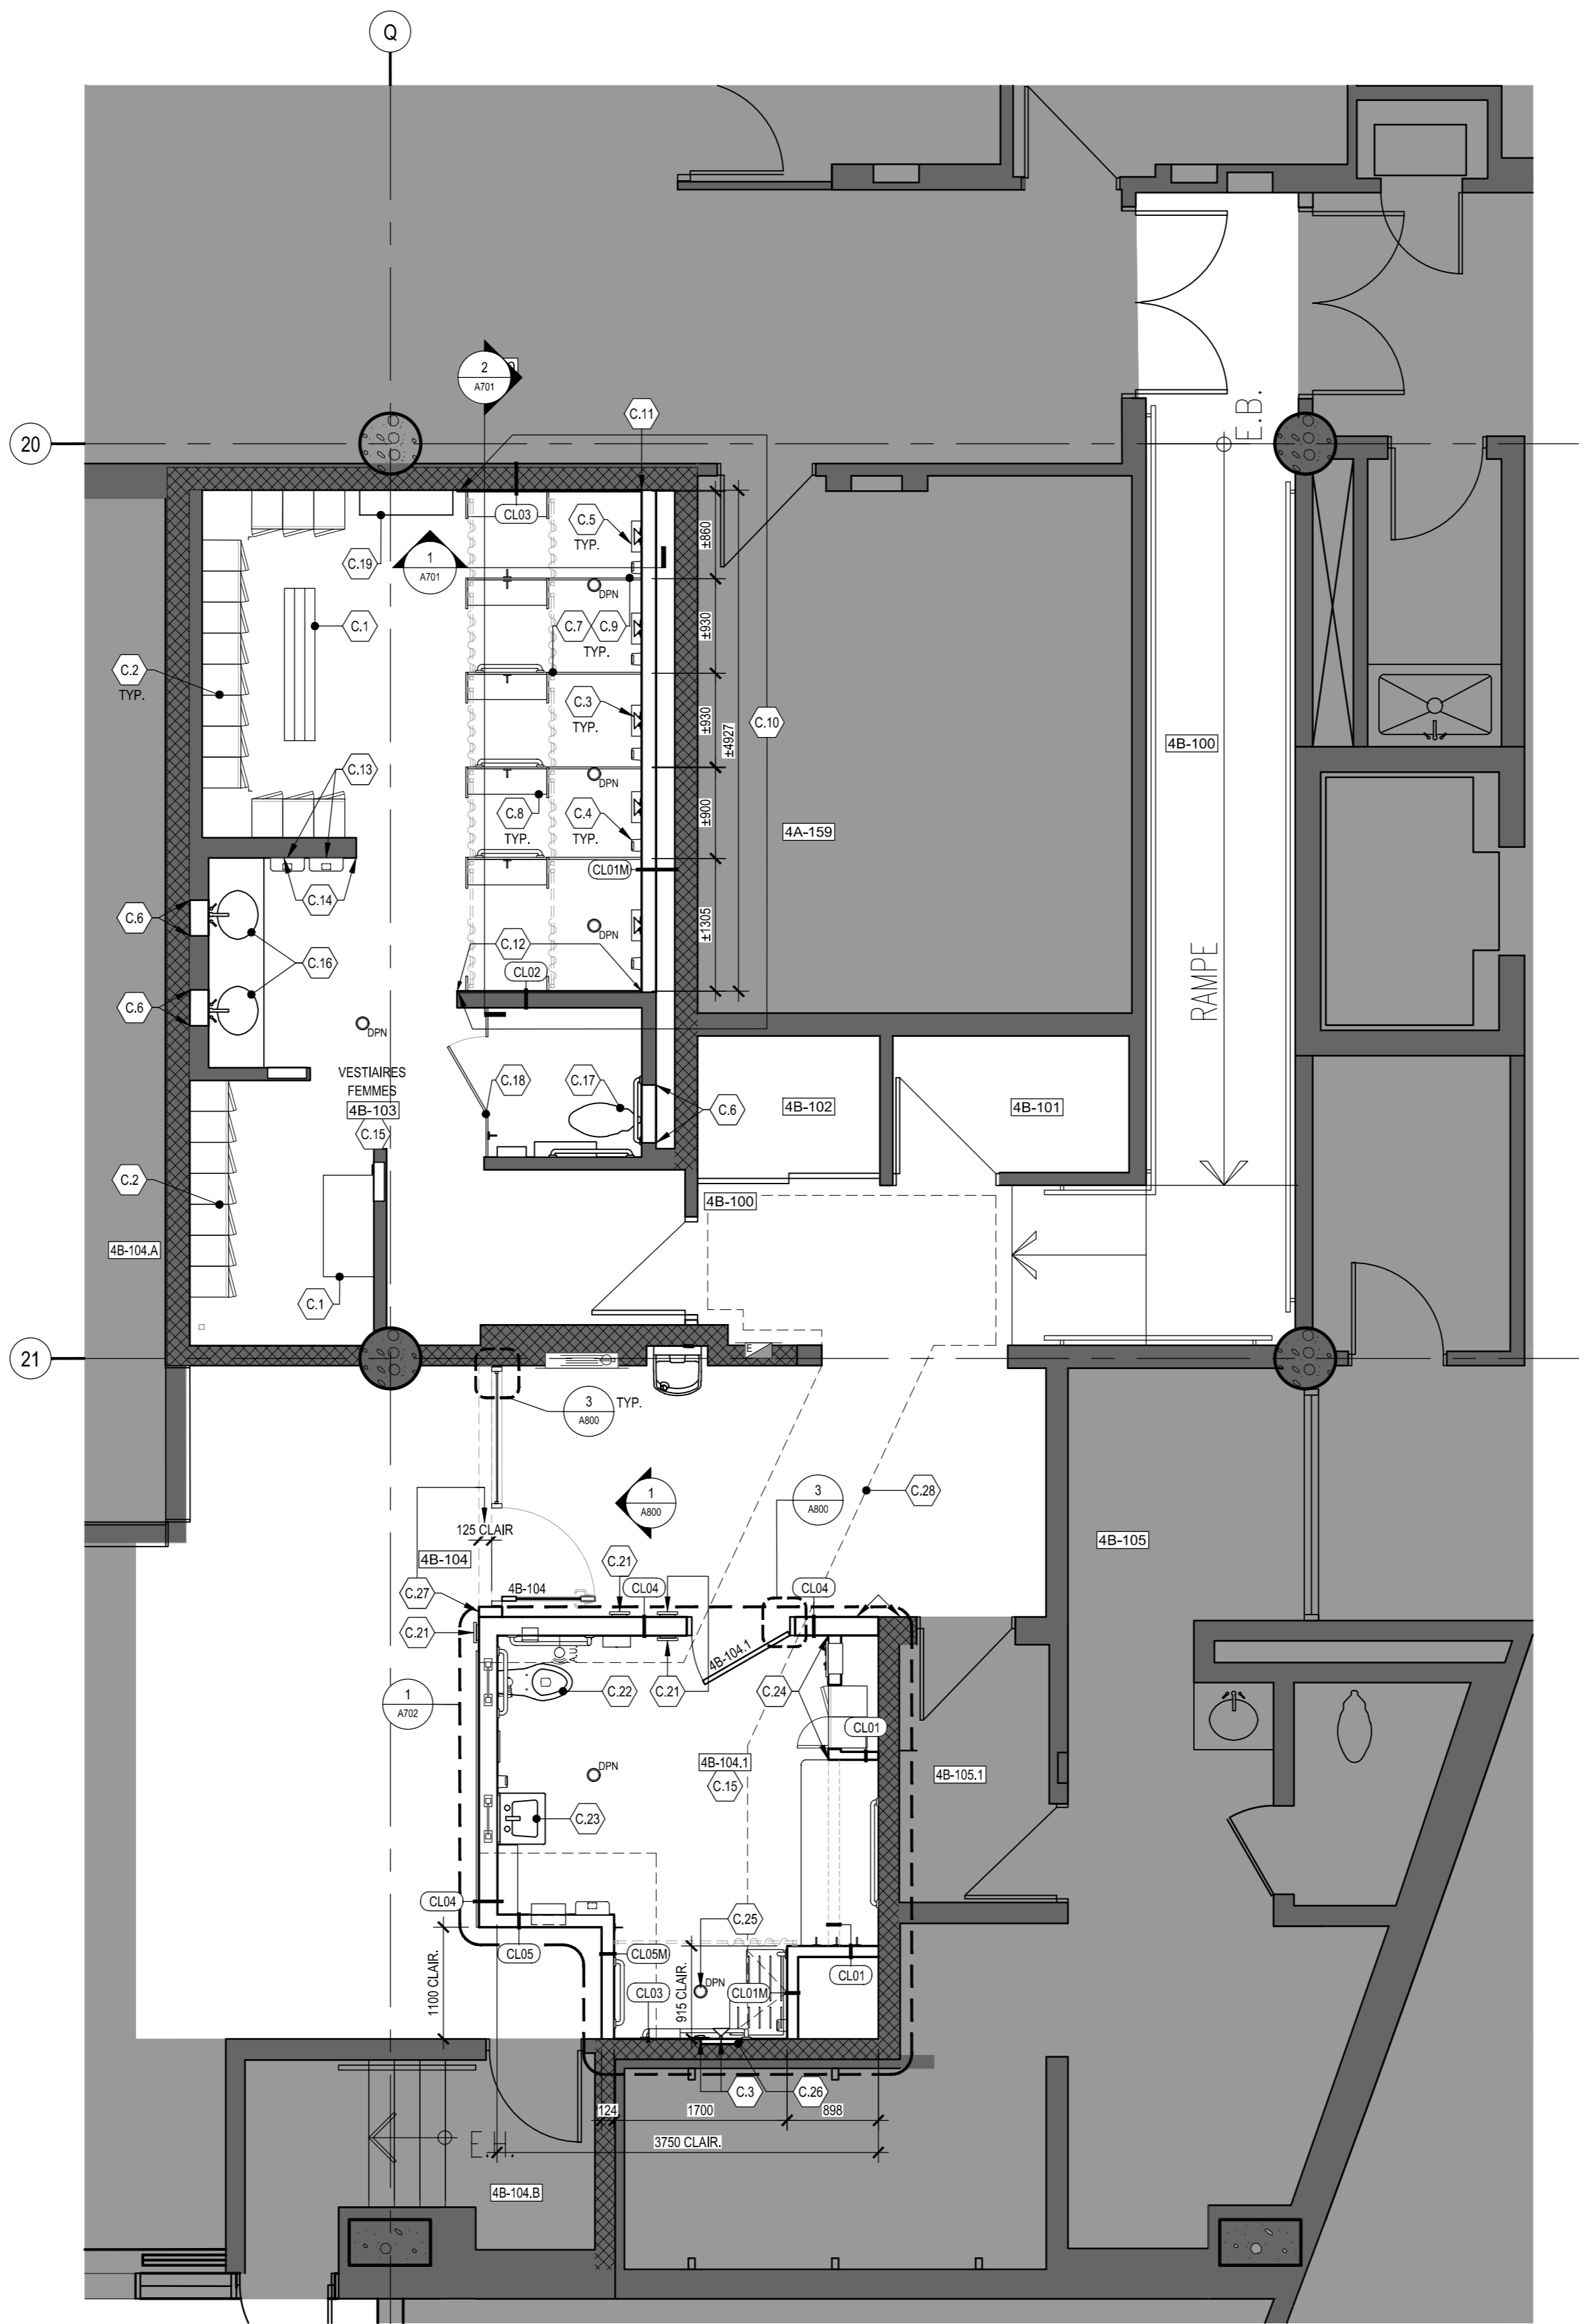 Q
20
2
A701
C.11
E.B.
CL03
C.5
TYP.
±860
C.19
1
A701
DPN
C.1
C.7
C.9
TYP.
±930
C.2
TYP.
C.3
TYP.
±930
±4927
C.10
4B-100
C.13
DPN
C.8
TYP.
C.4
TYP.
±900
4A-159
CL01M
C.14
C.6
DPN
±1305
C.12
C.16
CL02
RAMPE
C.6
DPN
VESTIAIRES
FEMMES
4B-103
C.15
C.18
C.17
C.6
4B-102
4B-101
C.2
4B-100
4B-104.A
C.1
21
E
3
A800
TYP.
1
A800
3
A800
C.28
125 CLAIR
4B-104
4B-105
C.21
C.27
4B-104
CL04
CL04
C.21
4B-104.1
C.22
C.21
C.24
1
A702
CL01
4B-104.1
C.15
4B-105.1
DPN
C.23
CL04
C.25
CL05
CL05M
CL01
1100 CLAIR.
CL03
915 CLAIR.
DPN
CL01M
C.3
C.26
124
1700
898
3750 CLAIR.
E.H.
4B-104.B